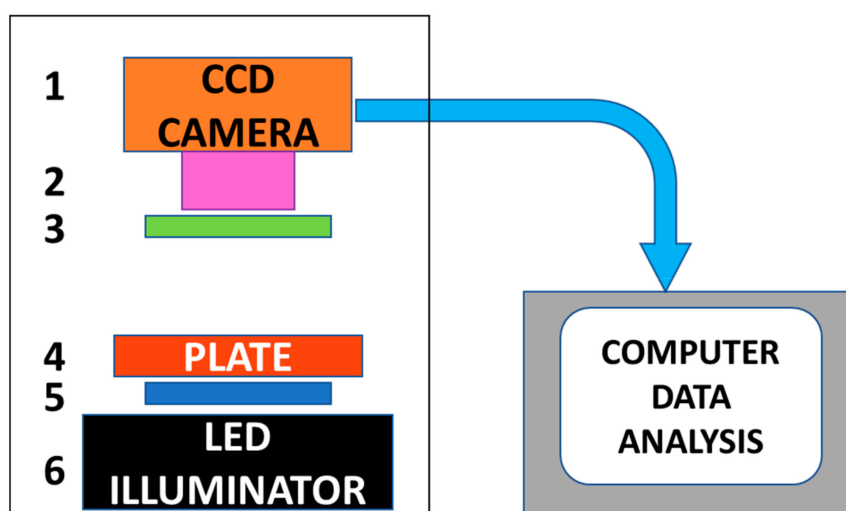 1
CCD
CAMERA
2
3
4
PLATE
5
LED
6
ILLUMINATOR
COMPUTER
DATA
ANALYSIS